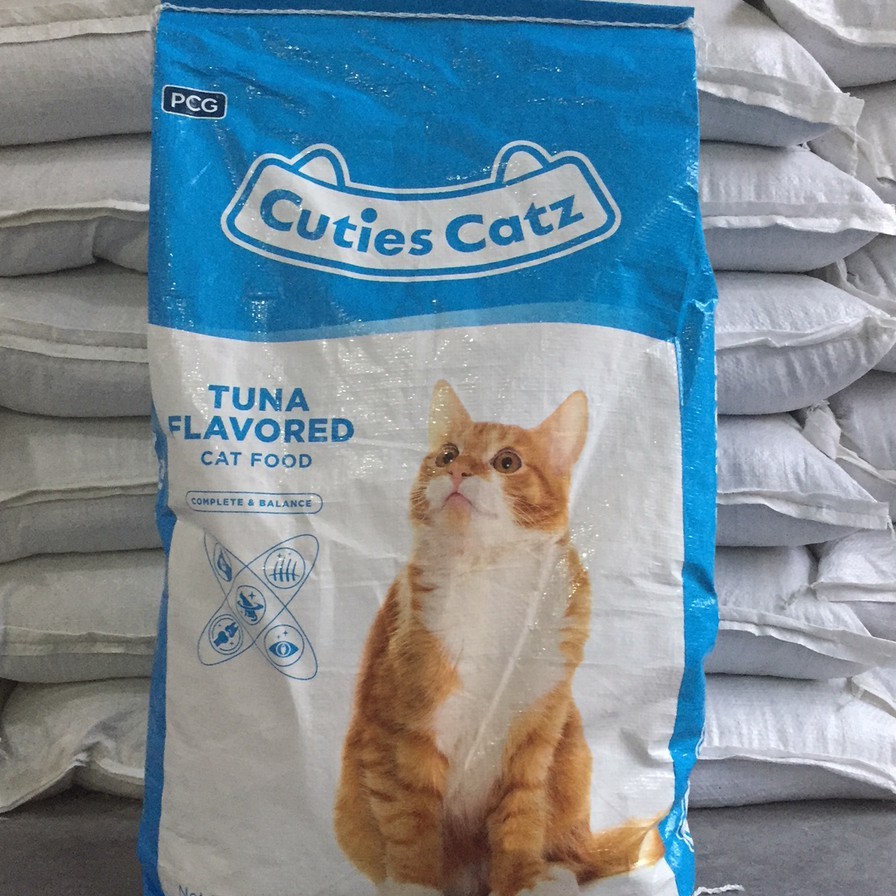 PCG
Cuties Catz
TUNA
FLAVORED
CAT FOOD
COMPLETE & BALANCE